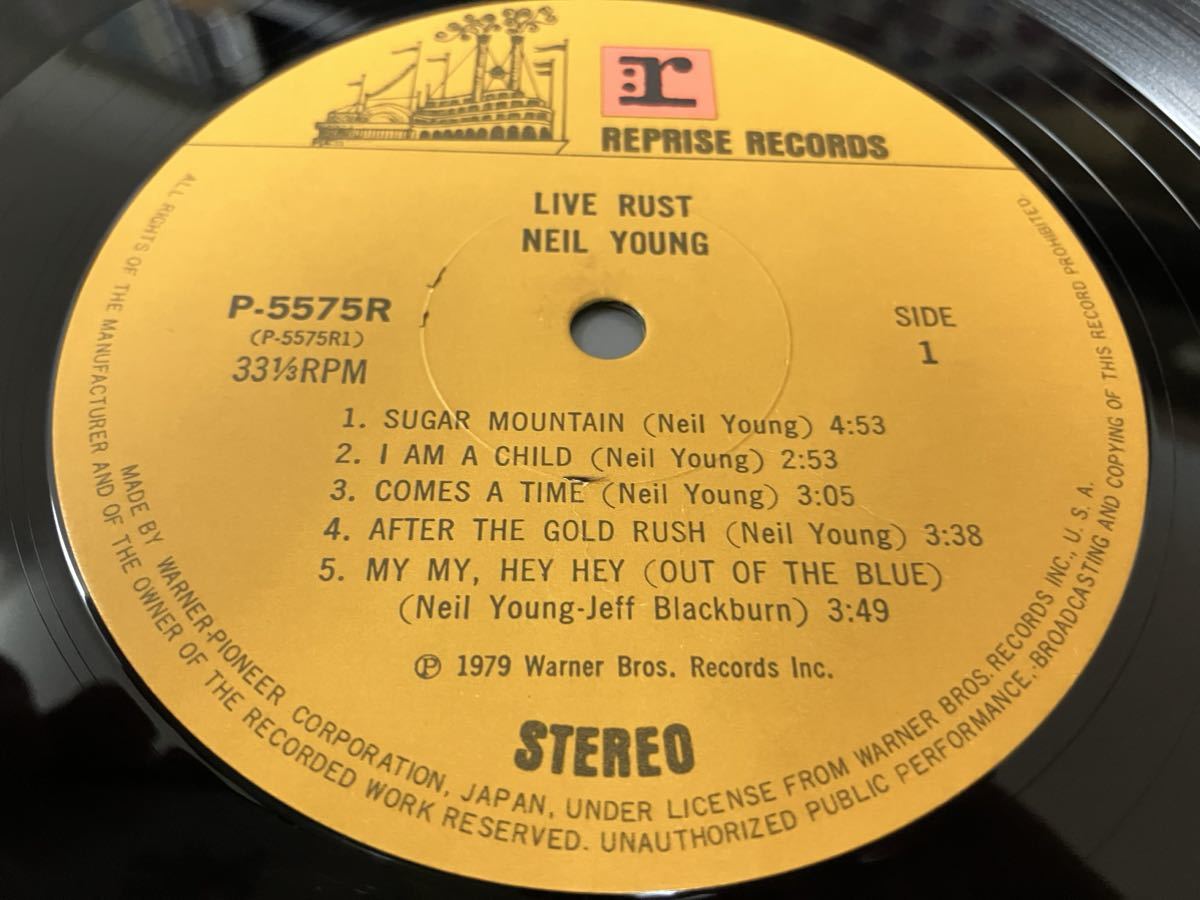 r
REPRISE RECORDS
LIVE RUST
NEIL YOUNG
P-5575R
(P-5575R1)
33⅓RPM
SIDE
1
1. SUGAR MOUNTAIN (Neil Young) 4:53
2. I AM A CHILD (Neil Young) 2:53
3. COMES A TIME (Neil Young) 3:05
4. AFTER THE GOLD RUSH (Neil Young) 3:38
5. MY MY, HEY HEY (OUT OF THE BLUE)
(Neil Young-Jeff Blackburn) 3:49
Ⓟ 1979 Warner Bros. Records Inc.
STEREO
MADE BY WARNER-PIONEER CORPORATION, JAPAN, UNDER LICENSE FROM WARNER BROS. RECORDS INC., U. S. A.
ALL RIGHTS OF THE MANUFACTURER AND OF THE OWNER OF THE RECORDED WORK RESERVED. UNAUTHORIZED PUBLIC PERFORMANCE, BROADCASTING AND COPYING OF THIS RECORD PROHIBITED.